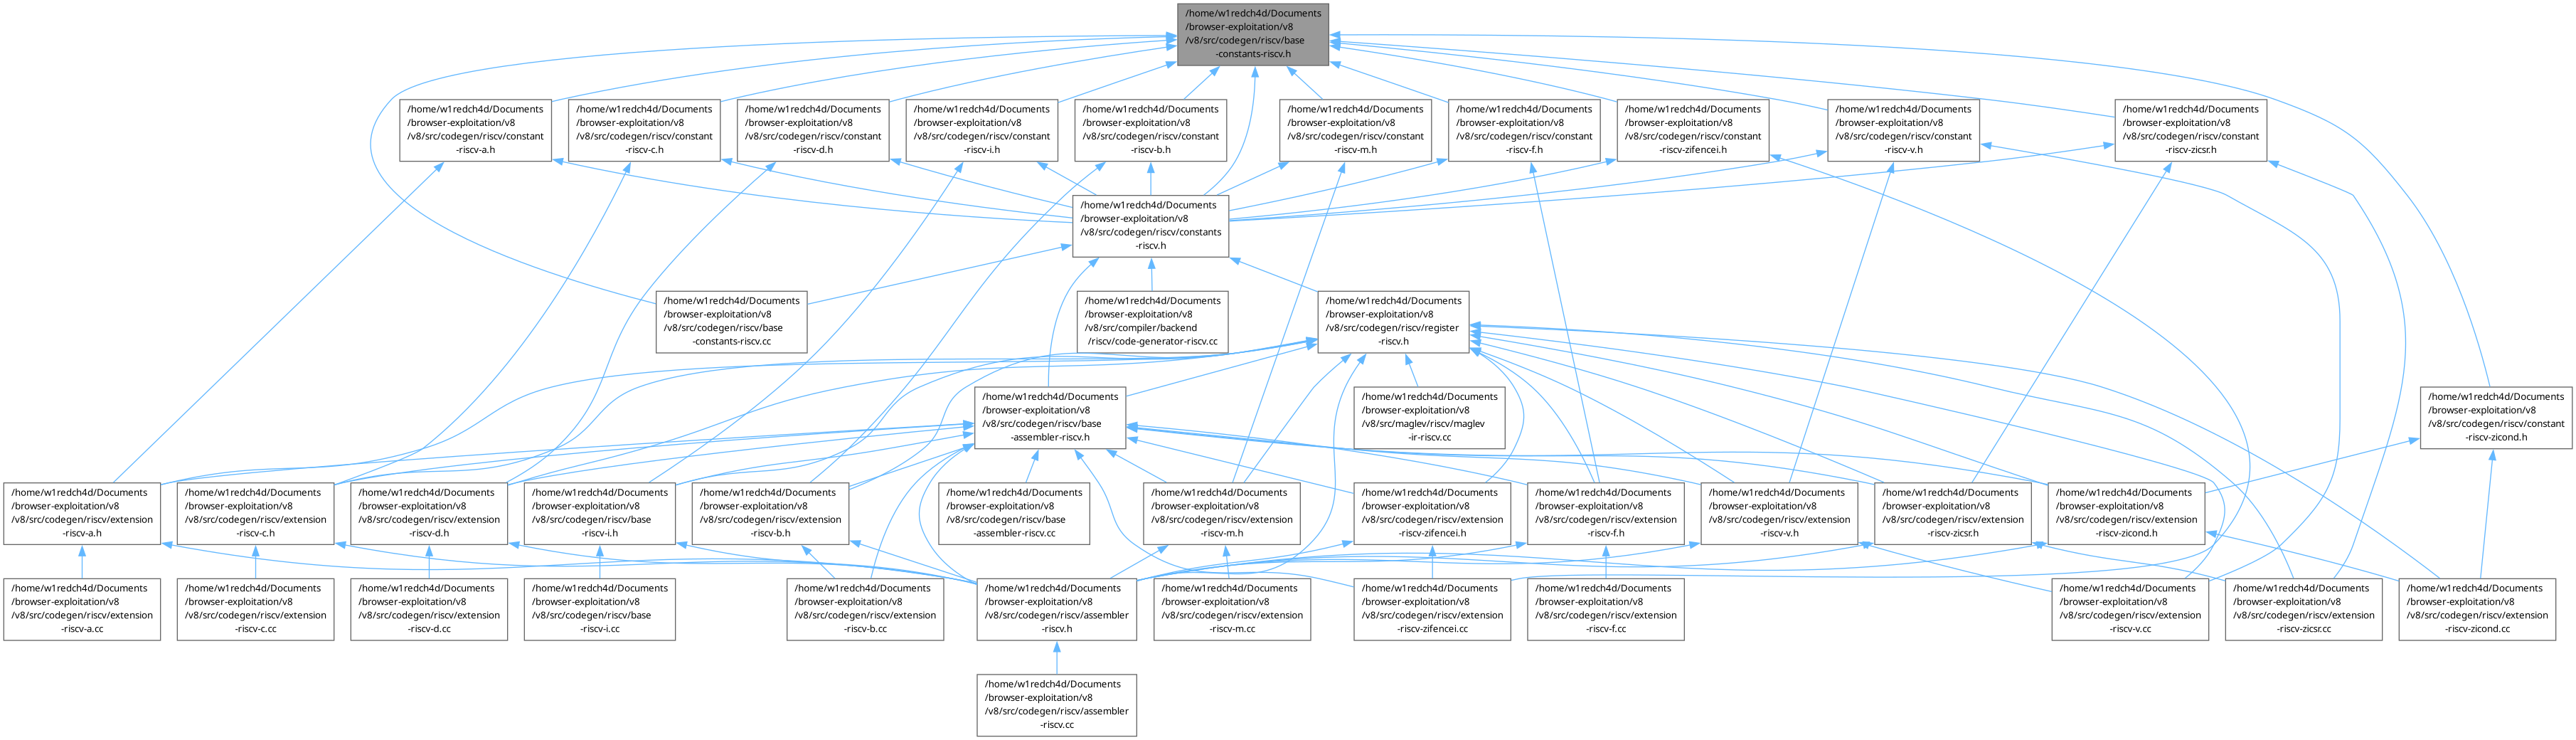 /home/w1redch4d/Documents
/browser-exploitation/v8
/v8/src/codegen/riscv/base
-constants-riscv.h
/home/w1redch4d/Documents
/browser-exploitation/v8
/v8/src/codegen/riscv/constant
-riscv-a.h
/home/w1redch4d/Documents
/browser-exploitation/v8
/v8/src/codegen/riscv/constant
-riscv-c.h
/home/w1redch4d/Documents
/browser-exploitation/v8
/v8/src/codegen/riscv/constant
-riscv-d.h
/home/w1redch4d/Documents
/browser-exploitation/v8
/v8/src/codegen/riscv/constant
-riscv-i.h
/home/w1redch4d/Documents
/browser-exploitation/v8
/v8/src/codegen/riscv/constant
-riscv-b.h
/home/w1redch4d/Documents
/browser-exploitation/v8
/v8/src/codegen/riscv/constant
-riscv-m.h
/home/w1redch4d/Documents
/browser-exploitation/v8
/v8/src/codegen/riscv/constant
-riscv-f.h
/home/w1redch4d/Documents
/browser-exploitation/v8
/v8/src/codegen/riscv/constant
-riscv-zifencei.h
/home/w1redch4d/Documents
/browser-exploitation/v8
/v8/src/codegen/riscv/constant
-riscv-v.h
/home/w1redch4d/Documents
/browser-exploitation/v8
/v8/src/codegen/riscv/constant
-riscv-zicsr.h
/home/w1redch4d/Documents
/browser-exploitation/v8
/v8/src/codegen/riscv/constants
-riscv.h
/home/w1redch4d/Documents
/browser-exploitation/v8
/v8/src/codegen/riscv/base
-constants-riscv.cc
/home/w1redch4d/Documents
/browser-exploitation/v8
/v8/src/compiler/backend
/riscv/code-generator-riscv.cc
/home/w1redch4d/Documents
/browser-exploitation/v8
/v8/src/codegen/riscv/register
-riscv.h
/home/w1redch4d/Documents
/browser-exploitation/v8
/v8/src/codegen/riscv/base
-assembler-riscv.h
/home/w1redch4d/Documents
/browser-exploitation/v8
/v8/src/maglev/riscv/maglev
-ir-riscv.cc
/home/w1redch4d/Documents
/browser-exploitation/v8
/v8/src/codegen/riscv/constant
-riscv-zicond.h
/home/w1redch4d/Documents
/browser-exploitation/v8
/v8/src/codegen/riscv/extension
-riscv-a.h
/home/w1redch4d/Documents
/browser-exploitation/v8
/v8/src/codegen/riscv/extension
-riscv-c.h
/home/w1redch4d/Documents
/browser-exploitation/v8
/v8/src/codegen/riscv/extension
-riscv-d.h
/home/w1redch4d/Documents
/browser-exploitation/v8
/v8/src/codegen/riscv/base
-riscv-i.h
/home/w1redch4d/Documents
/browser-exploitation/v8
/v8/src/codegen/riscv/extension
-riscv-b.h
/home/w1redch4d/Documents
/browser-exploitation/v8
/v8/src/codegen/riscv/base
-assembler-riscv.cc
/home/w1redch4d/Documents
/browser-exploitation/v8
/v8/src/codegen/riscv/extension
-riscv-m.h
/home/w1redch4d/Documents
/browser-exploitation/v8
/v8/src/codegen/riscv/extension
-riscv-zifencei.h
/home/w1redch4d/Documents
/browser-exploitation/v8
/v8/src/codegen/riscv/extension
-riscv-f.h
/home/w1redch4d/Documents
/browser-exploitation/v8
/v8/src/codegen/riscv/extension
-riscv-v.h
/home/w1redch4d/Documents
/browser-exploitation/v8
/v8/src/codegen/riscv/extension
-riscv-zicsr.h
/home/w1redch4d/Documents
/browser-exploitation/v8
/v8/src/codegen/riscv/extension
-riscv-zicond.h
/home/w1redch4d/Documents
/browser-exploitation/v8
/v8/src/codegen/riscv/extension
-riscv-a.cc
/home/w1redch4d/Documents
/browser-exploitation/v8
/v8/src/codegen/riscv/extension
-riscv-c.cc
/home/w1redch4d/Documents
/browser-exploitation/v8
/v8/src/codegen/riscv/extension
-riscv-d.cc
/home/w1redch4d/Documents
/browser-exploitation/v8
/v8/src/codegen/riscv/base
-riscv-i.cc
/home/w1redch4d/Documents
/browser-exploitation/v8
/v8/src/codegen/riscv/extension
-riscv-b.cc
/home/w1redch4d/Documents
/browser-exploitation/v8
/v8/src/codegen/riscv/assembler
-riscv.h
/home/w1redch4d/Documents
/browser-exploitation/v8
/v8/src/codegen/riscv/extension
-riscv-m.cc
/home/w1redch4d/Documents
/browser-exploitation/v8
/v8/src/codegen/riscv/extension
-riscv-zifencei.cc
/home/w1redch4d/Documents
/browser-exploitation/v8
/v8/src/codegen/riscv/extension
-riscv-f.cc
/home/w1redch4d/Documents
/browser-exploitation/v8
/v8/src/codegen/riscv/extension
-riscv-v.cc
/home/w1redch4d/Documents
/browser-exploitation/v8
/v8/src/codegen/riscv/extension
-riscv-zicsr.cc
/home/w1redch4d/Documents
/browser-exploitation/v8
/v8/src/codegen/riscv/extension
-riscv-zicond.cc
/home/w1redch4d/Documents
/browser-exploitation/v8
/v8/src/codegen/riscv/assembler
-riscv.cc